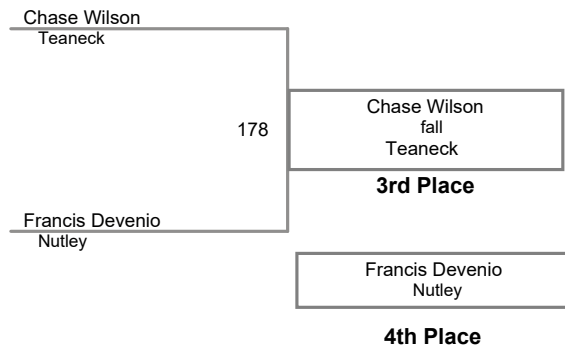 Chase Wilson
Teaneck
178
Chase Wilson
fall
Teaneck
3rd Place
Francis Devenio
Nutley
Francis Devenio
Nutley
4th Place